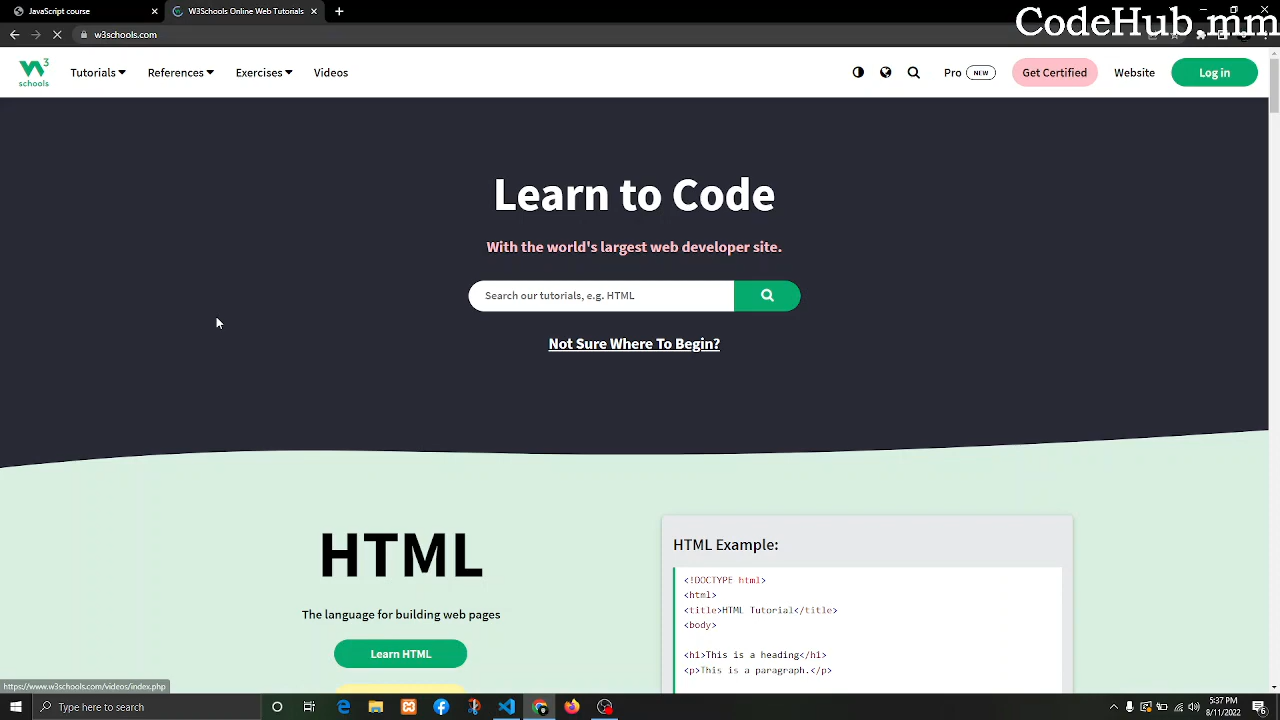 JavaScript course
W3Schools Online Web Tutorials
CodeHub.mm
w3schools.com
3
schools
Tutorials
References
Exercises
Videos
Pro NEW
Get Certified
Website
Log in
Learn to Code
With the world's largest web developer site.
Search our tutorials, e.g. HTML
Not Sure Where To Begin?
HTML
The language for building web pages
Learn HTML
HTML Example:
<!DOCTYPE html>
<html>
<title>HTML Tutorial</title>
<body>
<h1>This is a heading</h1>
<p>This is a paragraph.</p>
https://www.w3schools.com/videos/index.php
Type here to search
5:37 PM
8/11/2022